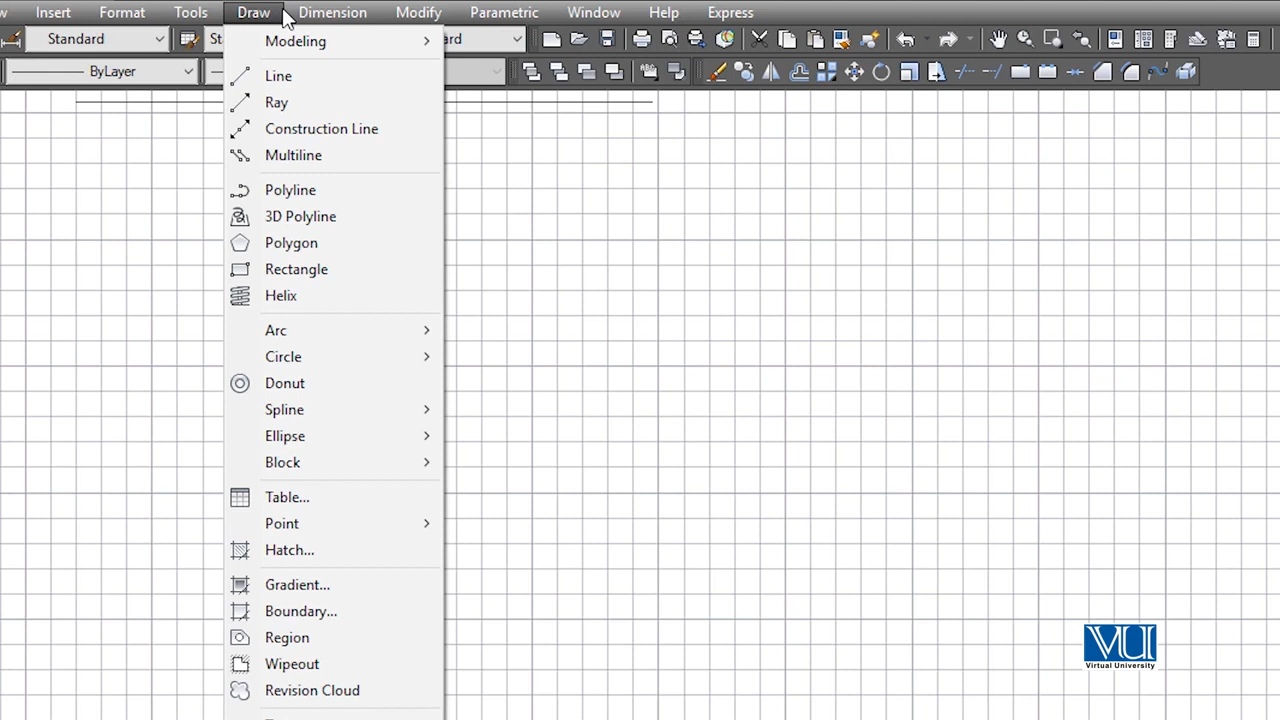 Insert Format Tools Draw Dimension Modify Parametric Window Help Express
Standard
ByLayer
Modeling
Line
Ray
Construction Line
Multiline
Polyline
3D Polyline
Polygon
Rectangle
Helix
Arc
Circle
Donut
Spline
Ellipse
Block
Table...
Point
Hatch...
Gradient...
Boundary...
Region
Wipeout
Revision Cloud
VU
Virtual University